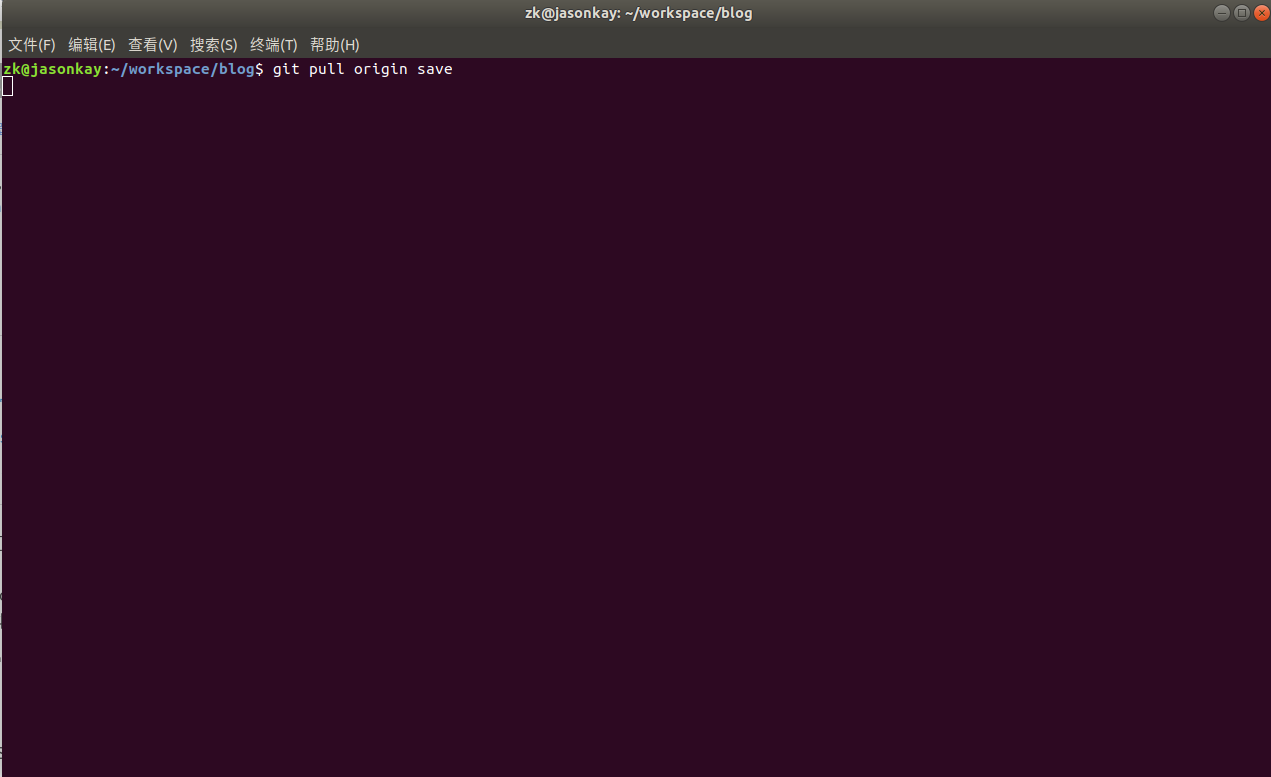 zk@jasonkay: ~/workspace/blog
文件(F) 编辑(E) 查看(V) 搜索(S) 终端(T) 帮助(H)
zk@jasonkay:~/workspace/blog$ git pull origin save